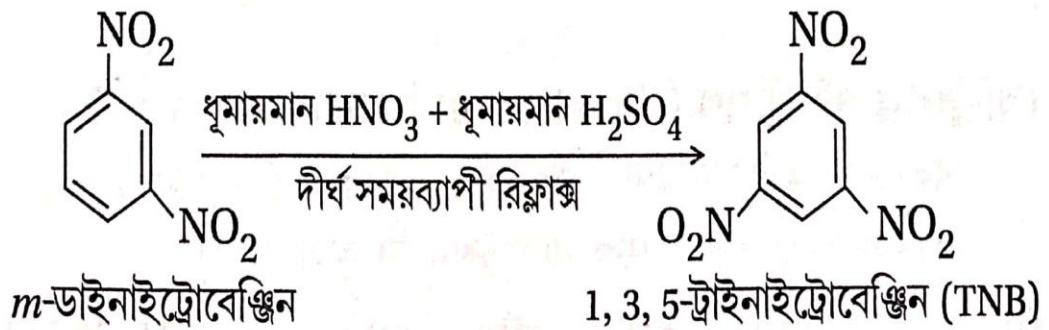 NO₂
NO₂
ধূমায়মান HNO₃ + ধূমায়মান H₂SO₄
দীর্ঘ সময়ব্যাপী রিফ্লাক্স
NO₂
O₂N
NO₂
m-ডাইনাইট্রোবেঞ্জিন
1, 3, 5-ট্রাইনাইট্রোবেঞ্জিন (TNB)